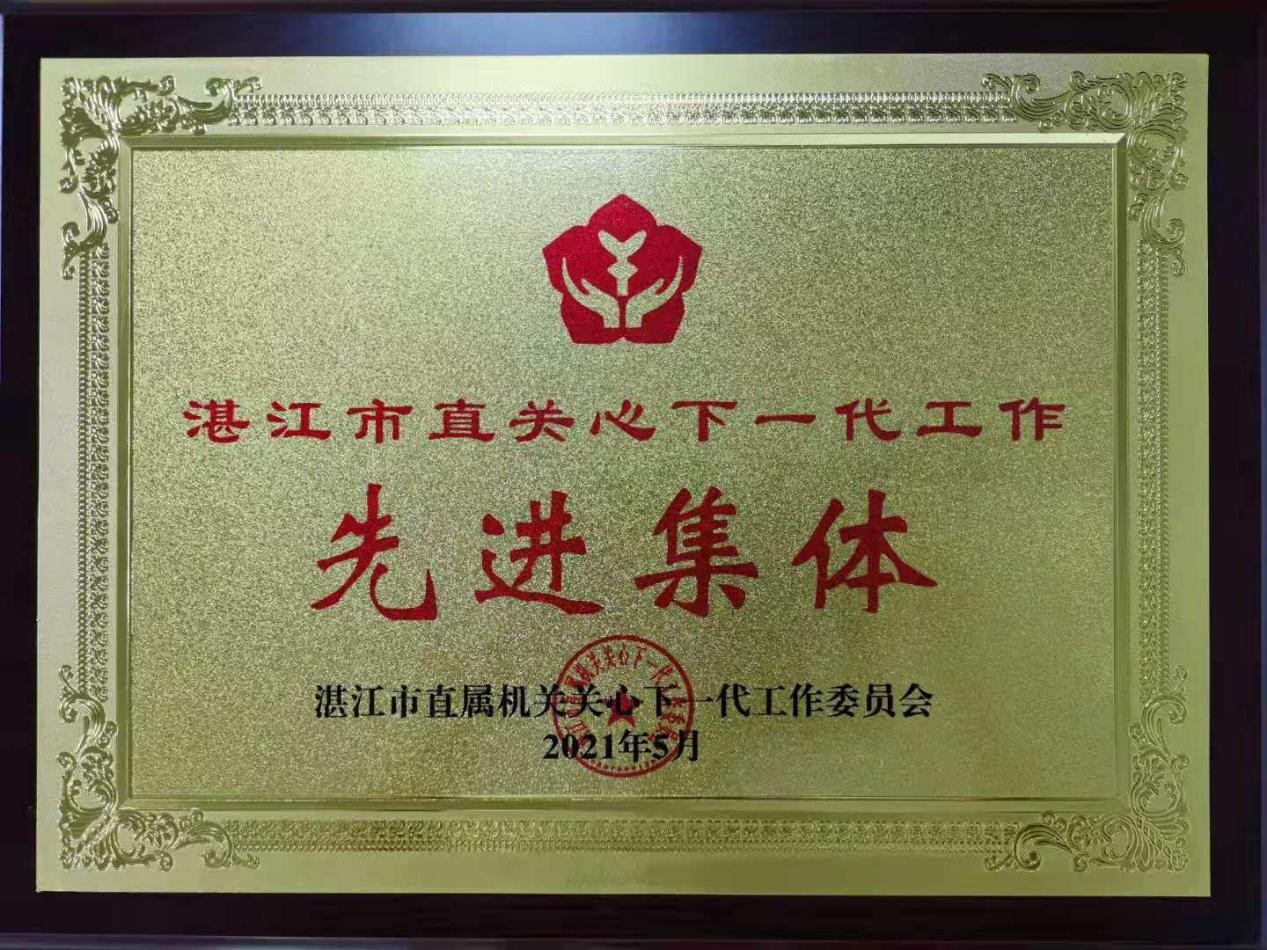 湛江市直关心下一代工作
先进集体
湛江市直属机关关心下一代工作委员会
2021年5月